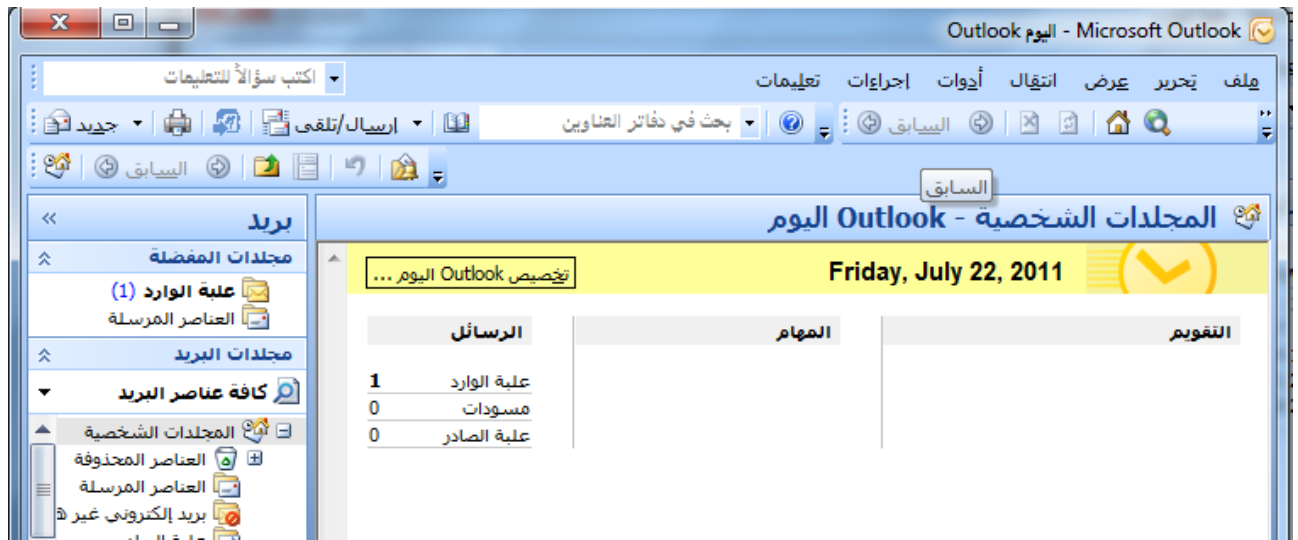 Outlook اليوم - Microsoft Outlook
ملف تحرير عرض انتقال أدوات إجراءات تعليمات
اكتب سؤالاً للتعليمات
السابق
بحث في دفاتر العناوين
إرسال/تلقي
جديد
السابق
السابق
المجلدات الشخصية - Outlook اليوم
بريد
مجلدات المفضلة
علبة الوارد (1)
العناصر المرسلة
مجلدات البريد
كافة عناصر البريد
المجلدات الشخصية
العناصر المحذوفة
العناصر المرسلة
بريد إلكتروني غير
Friday, July 22, 2011
تخصيص Outlook اليوم ...
التقويم
المهام
الرسائل
علبة الوارد 1
مسودات 0
علبة الصادر 0